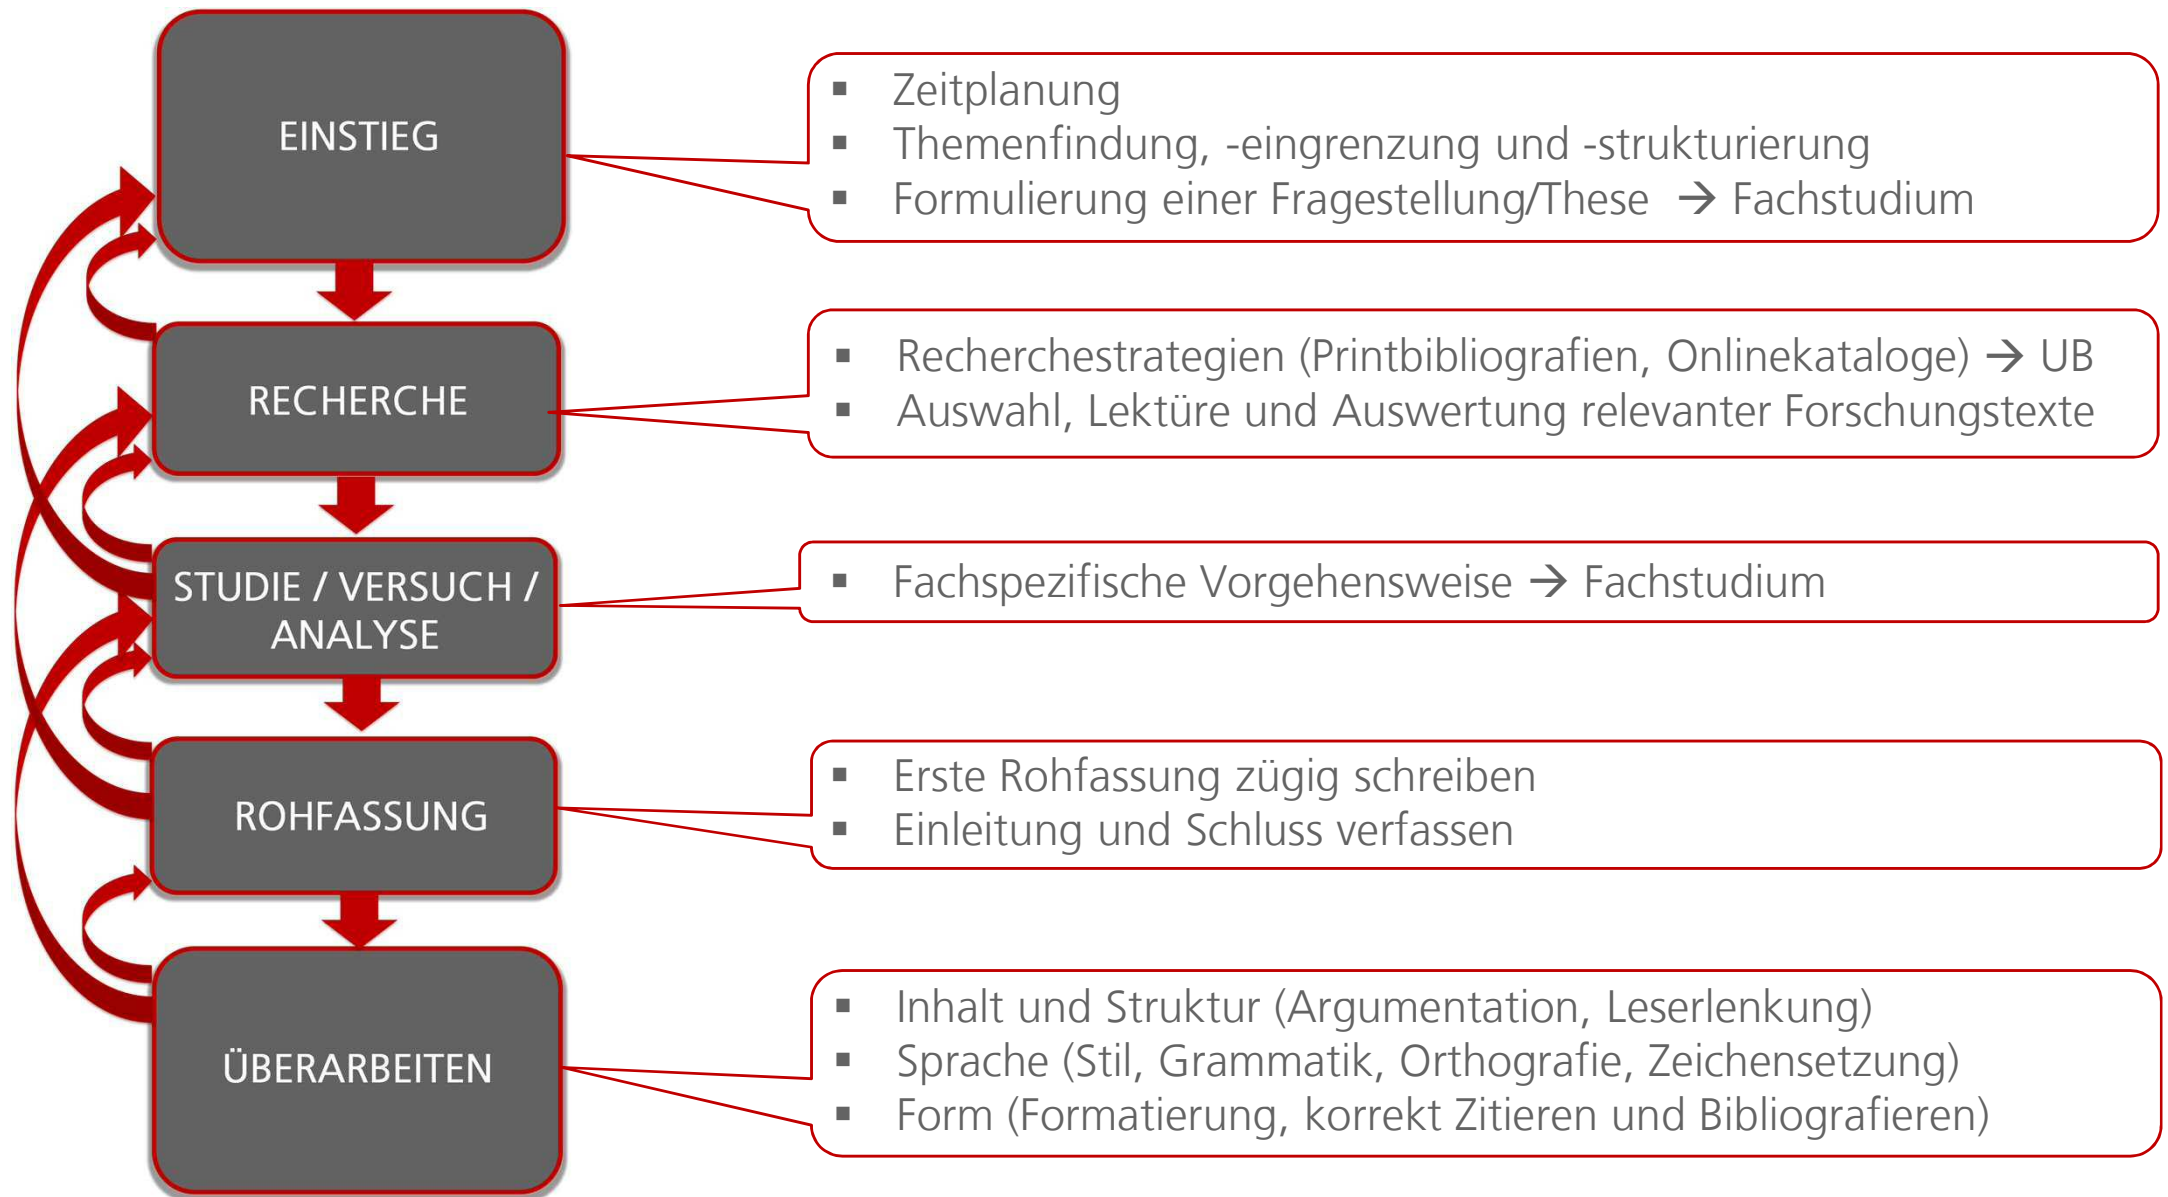 EINSTIEG
▪ Zeitplanung
▪ Themenfindung, -eingrenzung und -strukturierung
▪ Formulierung einer Fragestellung/These → Fachstudium
RECHERCHE
▪ Recherchestrategien (Printbibliografien, Onlinekataloge) → UB
▪ Auswahl, Lektüre und Auswertung relevanter Forschungstexte
STUDIE / VERSUCH /
ANALYSE
▪ Fachspezifische Vorgehensweise → Fachstudium
ROHFASSUNG
▪ Erste Rohfassung zügig schreiben
▪ Einleitung und Schluss verfassen
ÜBERARBEITEN
▪ Inhalt und Struktur (Argumentation, Leserlenkung)
▪ Sprache (Stil, Grammatik, Orthografie, Zeichensetzung)
▪ Form (Formatierung, korrekt Zitieren und Bibliografieren)